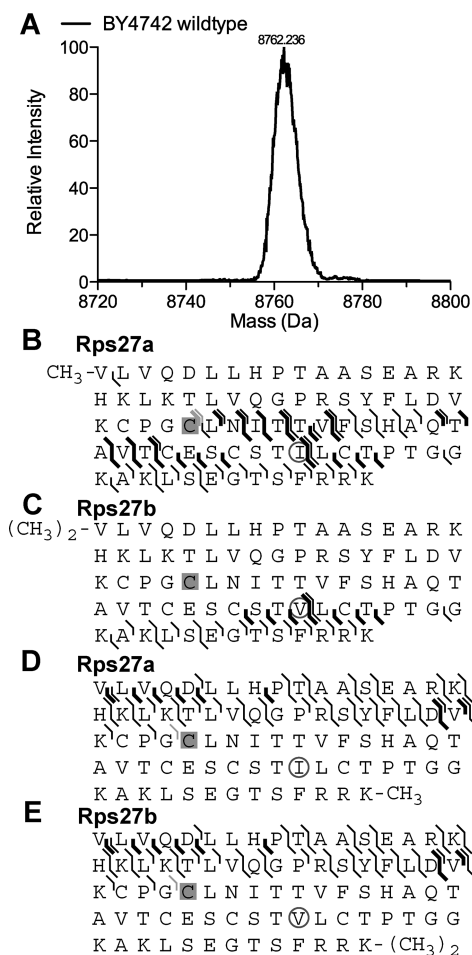 A
BY4742 wildtype
8762.236
Relative Intensity
100
80
60
40
20
0
8720 8740 8760 8780 8800
Mass (Da)
B
Rps27a
CH3-V L V Q D L L H P T A A S E A R K
H K L K T L V Q G P R S Y F L D V
K C P G C L N I T T V F S H A Q T
A V T C E S C S T I L C T P T G G
K A K L S E G T S F R R K
C
Rps27b
(CH3)2-V L V Q D L L H P T A A S E A R K
H K L K T L V Q G P R S Y F L D V
K C P G C L N I T T V F S H A Q T
A V T C E S C S T V L C T P T G G
K A K L S E G T S F R R K
D
Rps27a
V L V Q D L L H P T A A S E A R K
H K L K T L V Q G P R S Y F L D V
K C P G C L N I T T V F S H A Q T
A V T C E S C S T I L C T P T G G
K A K L S E G T S F R R K-CH3
E
Rps27b
V L V Q D L L H P T A A S E A R K
H K L K T L V Q G P R S Y F L D V
K C P G C L N I T T V F S H A Q T
A V T C E S C S T V L C T P T G G
K A K L S E G T S F R R K-(CH3)2